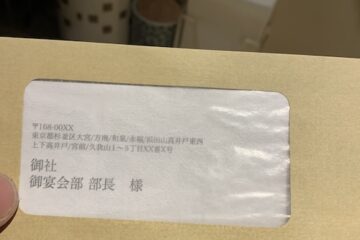 〒168-00XX
東京都杉並区大宮/方南/和泉/永福/浜田山高井戸東西
上下高井戸/宮前/久我山1～5丁目XX番X号
御社
御宴会部 部長 様